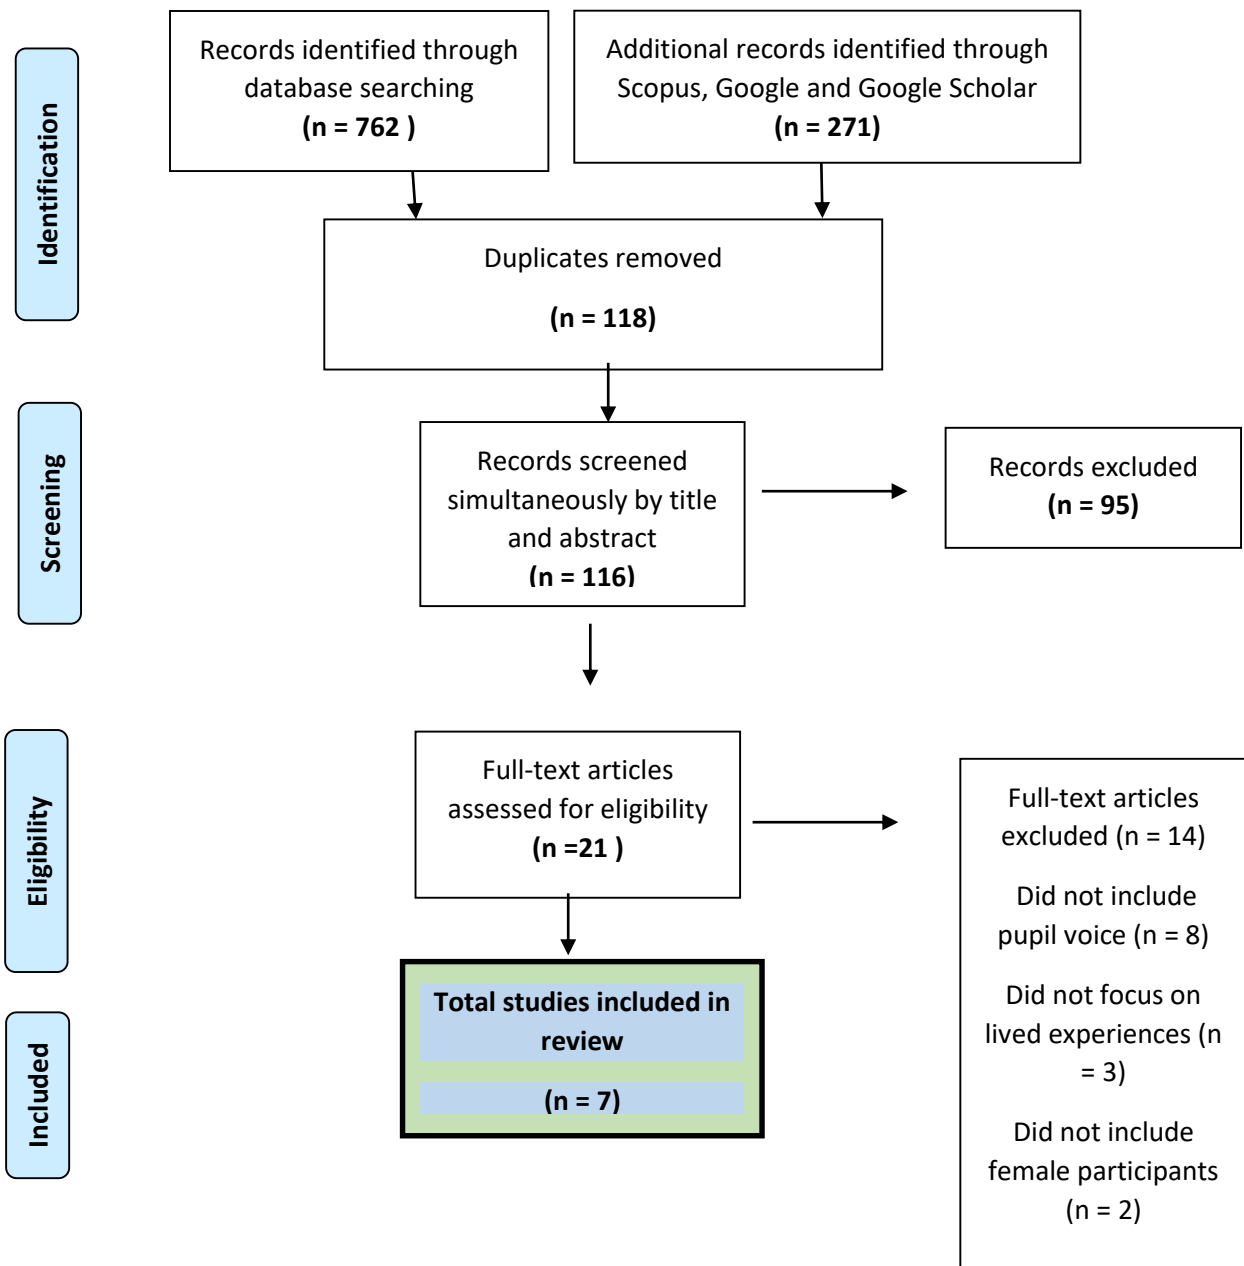 Identification
Records identified through
database searching
(n = 762 )
Additional records identified through
Scopus, Google and Google Scholar
(n = 271)
Duplicates removed
(n = 118)
Screening
Records screened
simultaneously by title
and abstract
(n = 116)
Records excluded
(n = 95)
Eligibility
Full-text articles
assessed for eligibility
(n =21 )
Full-text articles
excluded (n = 14)
Did not include
pupil voice (n = 8)
Did not focus on
lived experiences (n
= 3)
Did not include
female participants
(n = 2)
Included
Total studies included in
review
(n = 7)